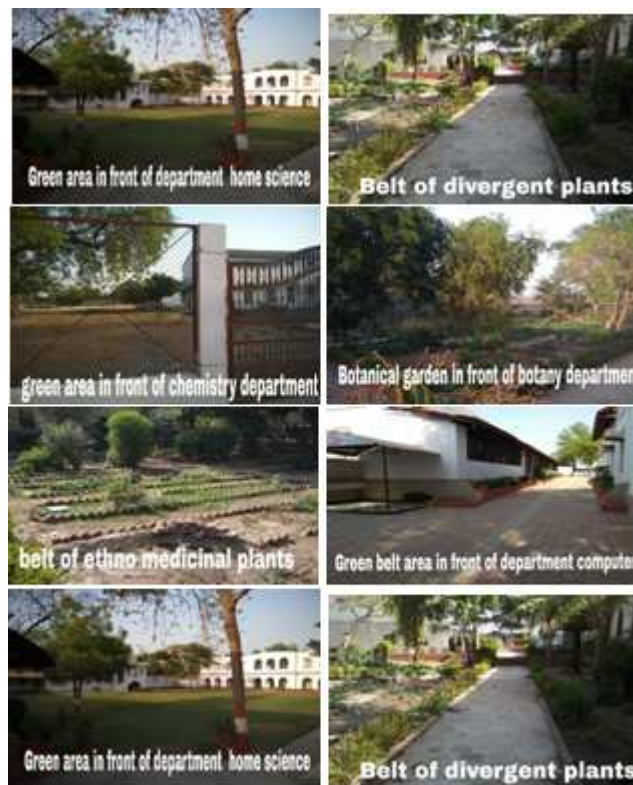 Green area in front of department home science
Belt of divergent plants
green area in front of chemistry department
Botanical garden in front of botany departmen
belt of ethno medicinal plants
Green belt area in front of department computer
Green area in front of department home science
Belt of divergent plants